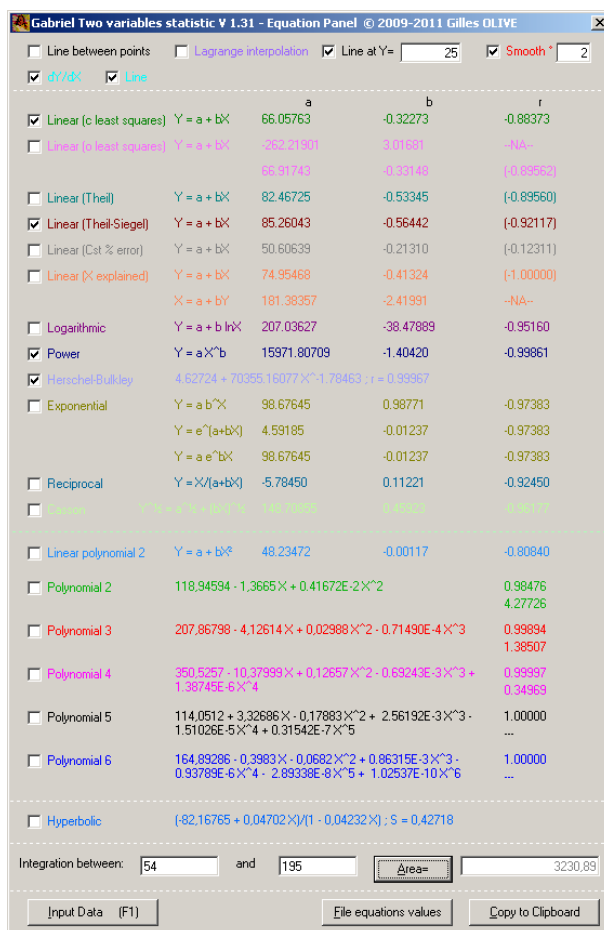 Gabriel Two variables statistic V 1.31 - Equation Panel © 2009-2011 Gilles OLIVE
Line between points Lagrange interpolation Line at Y= 25 Smooth ° 2
dY/dX Line
a b r
Linear (c least squares) Y = a + bX 66.05763 -0.32273 -0.88373
Linear (o least squares) Y = a + bX -262.21901 3.01681 --NA--
66.91743 -0.33148 (-0.89562)
Linear (Theil) Y = a + bX 82.46725 -0.53345 (-0.89560)
Linear (Theil-Siegel) Y = a + bX 85.26043 -0.56442 (-0.92117)
Linear (Cst % error) Y = a + bX 50.60639 -0.21310 (-0.12311)
Linear (X explained) Y = a + bX 74.95468 -0.41324 (-1.00000)
X = a + bY 181.38357 -2.41991 --NA--
Logarithmic Y = a + b lnX 207.03627 -38.47889 -0.95160
Power Y = a X^b 15971.80709 -1.40420 -0.99861
Herschel-Bulkley 4.62724 + 70355.16077 X^-1.78463 ; r = 0.99967
Exponential Y = a b^X 98.67645 0.98771 -0.97383
Y = e^(a+bX) 4.59185 -0.01237 -0.97383
Y = a e^bX 98.67645 -0.01237 -0.97383
Reciprocal Y = X/(a+bX) -5.78450 0.11221 -0.92450
Casson Y^½ = a^½ + (bX)^½ 148.70855 0.45923 -0.96177
Linear polynomial 2 Y = a + bX² 48.23472 -0.00117 -0.80840
Polynomial 2 118,94594 - 1,3665 X + 0.41672E-2 X^2 0.98476
4.27726
Polynomial 3 207,86798 - 4,12614 X + 0,02988 X^2 - 0.71490E-4 X^3 0.99894
1.38507
Polynomial 4 350,5257 - 10,37999 X + 0,12657 X^2 - 0.69243E-3 X^3 + 0.99997
1.38745E-6 X^4 0.34969
Polynomial 5 114,0512 + 3,32686 X - 0,17883 X^2 + 2.56192E-3 X^3 - 1.00000
1.51026E-5 X^4 + 0.31542E-7 X^5 ...
Polynomial 6 164,89286 - 0,3983 X - 0,0682 X^2 + 0.86315E-3 X^3 - 1.00000
0.93789E-6 X^4 - 2.89338E-8 X^5 + 1.02537E-10 X^6 ...
Hyperbolic (-82,16765 + 0,04702 X)/(1 - 0,04232 X) ; S = 0,42718
Integration between: 54 and 195 Area= 3230,89
Input Data (F1) File equations values Copy to Clipboard